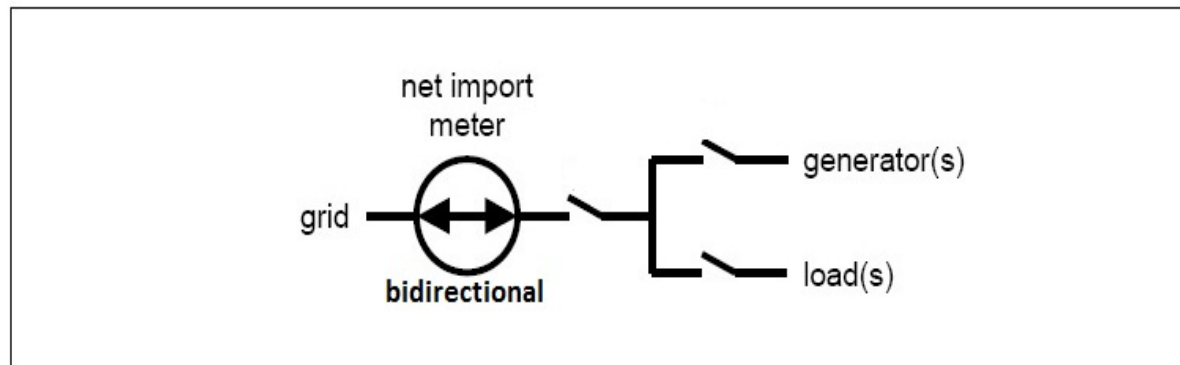 net import
meter
grid
bidirectional
generator(s)
load(s)